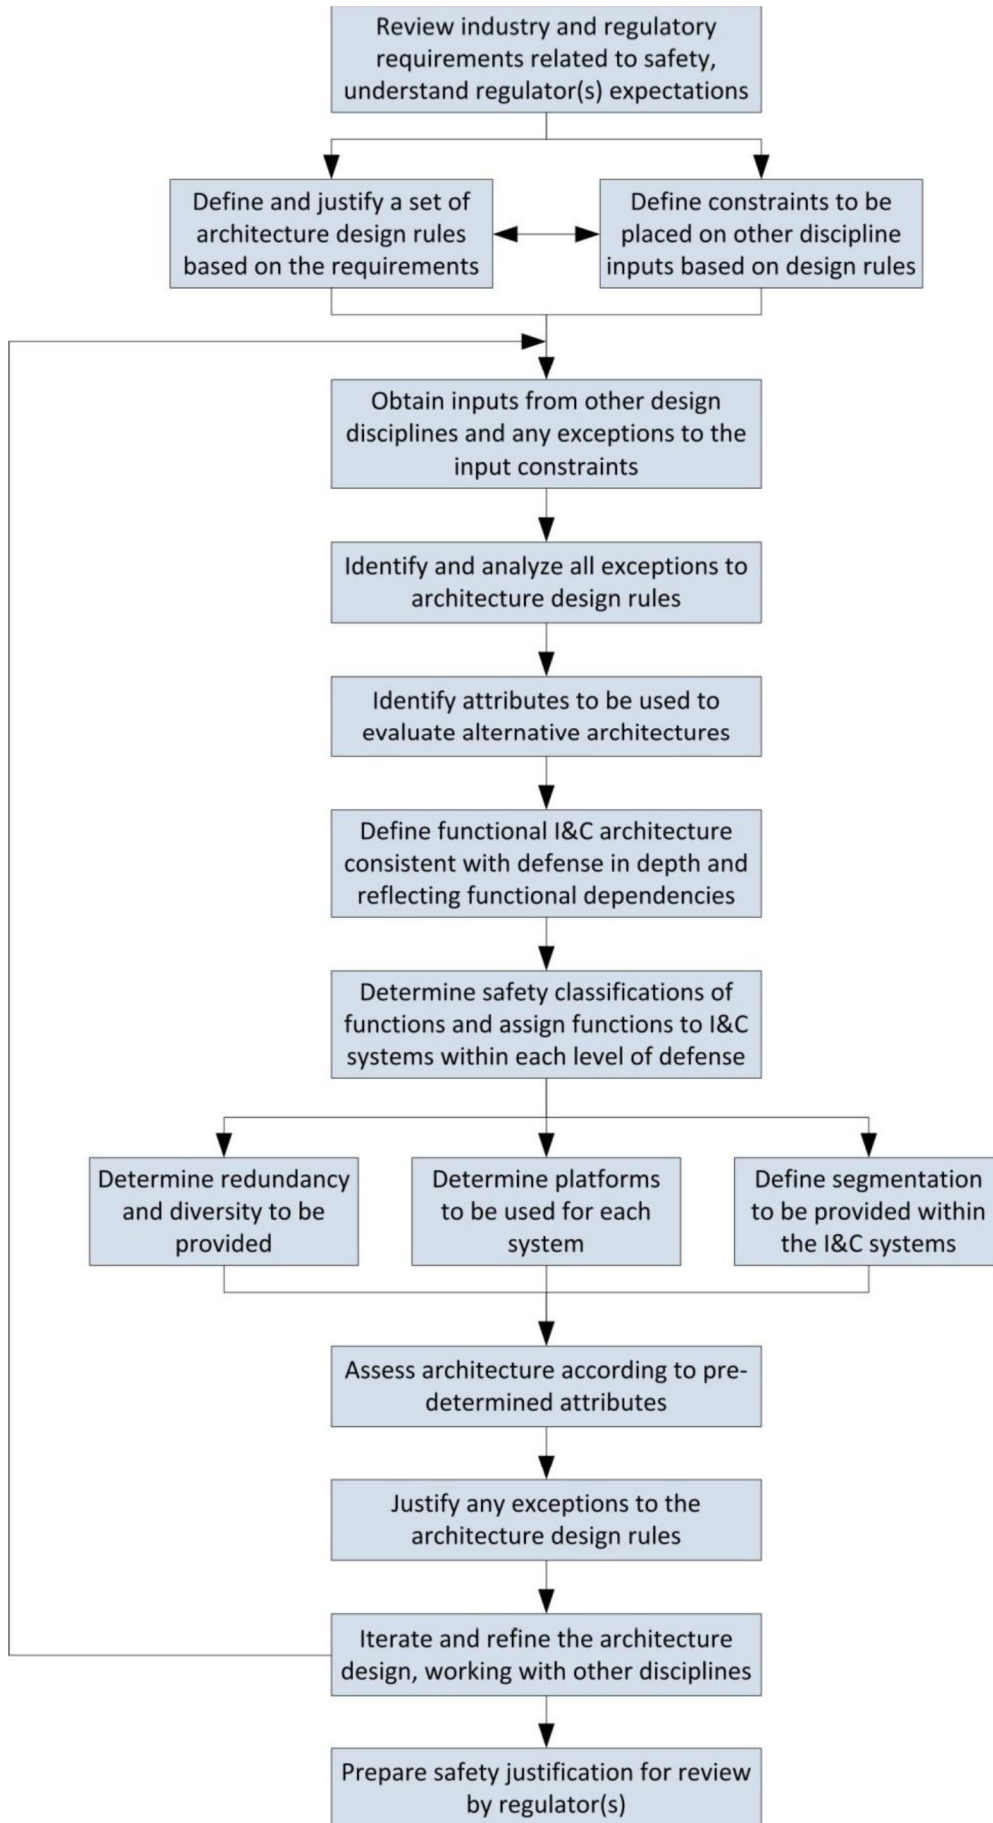 Review industry and regulatory
requirements related to safety,
understand regulator(s) expectations
Define and justify a set of
architecture design rules
based on the requirements
Define constraints to be
placed on other discipline
inputs based on design rules
Obtain inputs from other design
disciplines and any exceptions to the
input constraints
Identify and analyze all exceptions to
architecture design rules
Identify attributes to be used to
evaluate alternative architectures
Define functional I&C architecture
consistent with defense in depth and
reflecting functional dependencies
Determine safety classifications of
functions and assign functions to I&C
systems within each level of defense
Determine redundancy
and diversity to be
provided
Determine platforms
to be used for each
system
Define segmentation
to be provided within
the I&C systems
Assess architecture according to pre-
determined attributes
Justify any exceptions to the
architecture design rules
Iterate and refine the architecture
design, working with other disciplines
Prepare safety justification for review
by regulator(s)